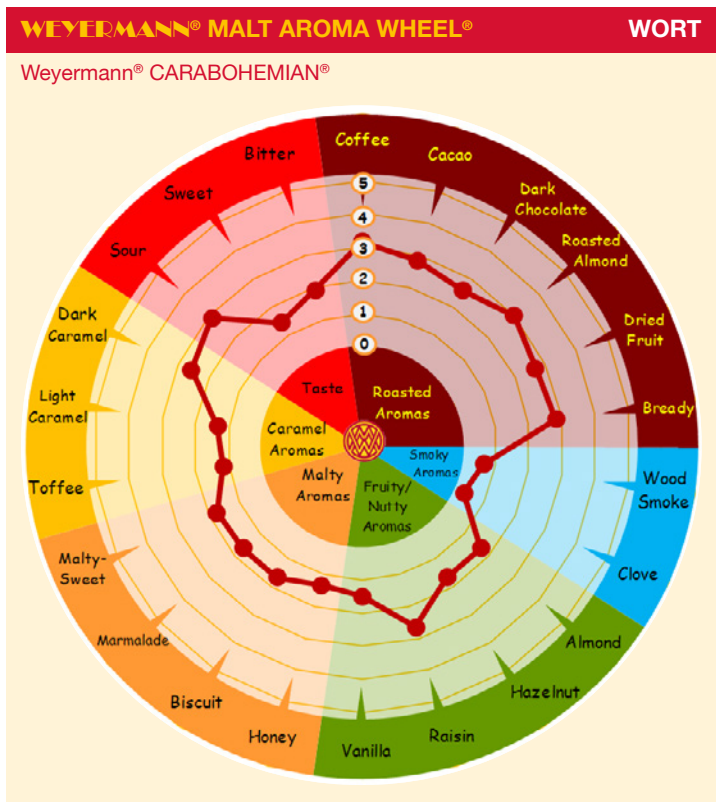 WEYERMANN® MALT AROMA WHEEL®
WORT
Weyermann® CARABOHEMIAN®
Coffee
Cacao
Dark
Chocolate
Roasted
Almond
Dried
Fruit
Bready
Wood
Smoke
Clove
Almond
Hazelnut
Raisin
Vanilla
Honey
Biscuit
Marmalade
Malty-
Sweet
Toffee
Light
Caramel
Dark
Caramel
Sour
Sweet
Bitter
5
4
3
2
1
0
Taste
Roasted
Aromas
Caramel
Aromas
Smoky
Aromas
Malty
Aromas
Fruity/
Nutty
Aromas